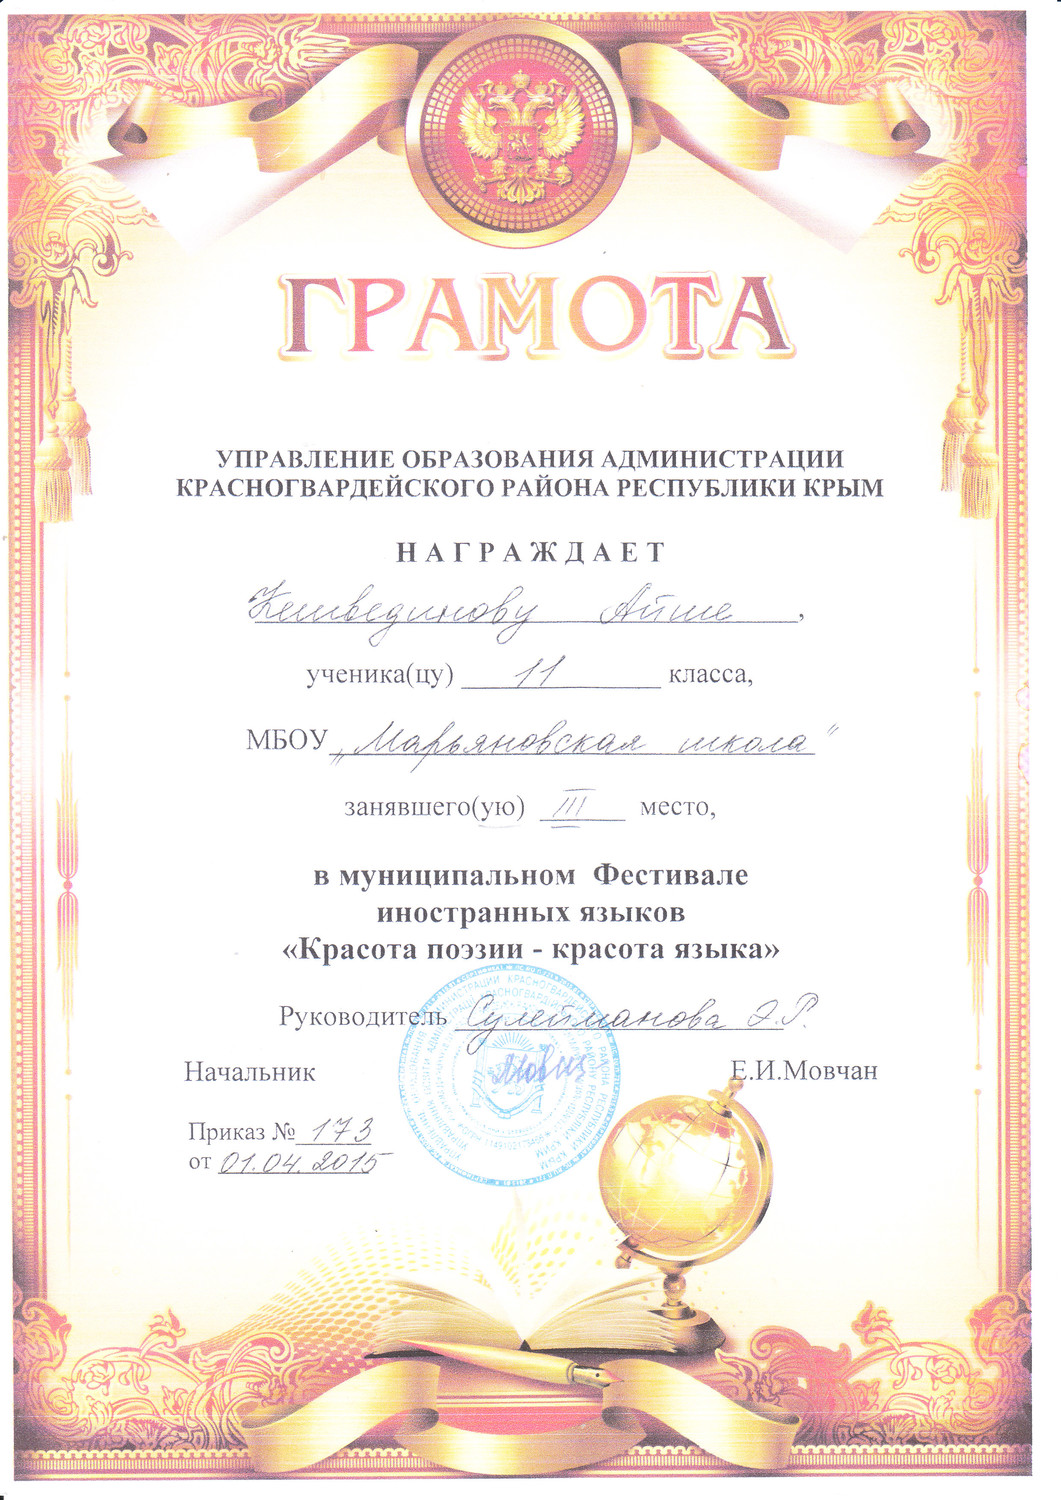 ГРАМОТА
УПРАВЛЕНИЕ ОБРАЗОВАНИЯ АДМИНИСТРАЦИИ
КРАСНОГВАРДЕЙСКОГО РАЙОНА РЕСПУБЛИКИ КРЫМ
НАГРАЖДАЕТ
Кешведінову Айше,
ученика(цу) 11 класса,
МБОУ „Марьяновская школа"
занявшего(ую) III место,
в муниципальном Фестивале
иностранных языков
«Красота поэзии - красота языка»
Руководитель Сулейманова Э.Р.
Начальник Е.И.Мовчан
Приказ № 173
от 01.04.2015